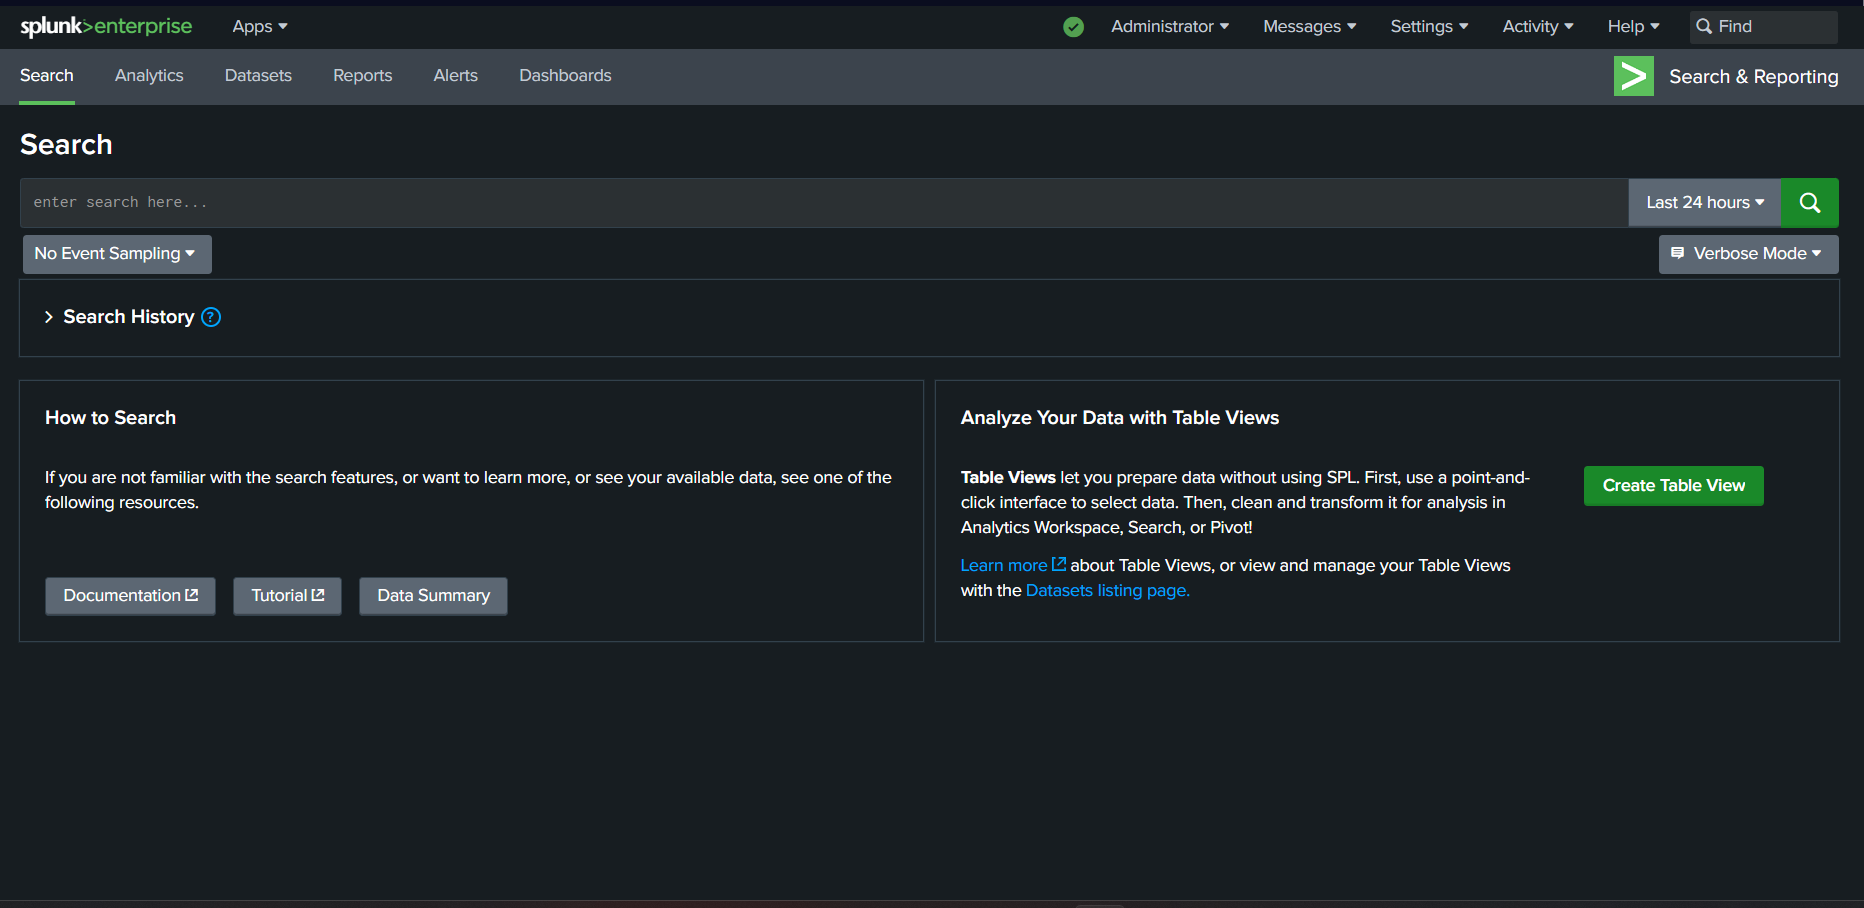 splunk>enterprise Apps Administrator Messages Settings Activity Help Find
Search Analytics Datasets Reports Alerts Dashboards Search & Reporting
Search
enter search here... Last 24 hours
No Event Sampling Verbose Mode
Search History ?
How to Search
If you are not familiar with the search features, or want to learn more, or see your available data, see one of the
following resources.
Documentation Tutorial Data Summary
Analyze Your Data with Table Views
Table Views let you prepare data without using SPL. First, use a point-and-
click interface to select data. Then, clean and transform it for analysis in
Analytics Workspace, Search, or Pivot!
Create Table View
Learn more about Table Views, or view and manage your Table Views
with the Datasets listing page.